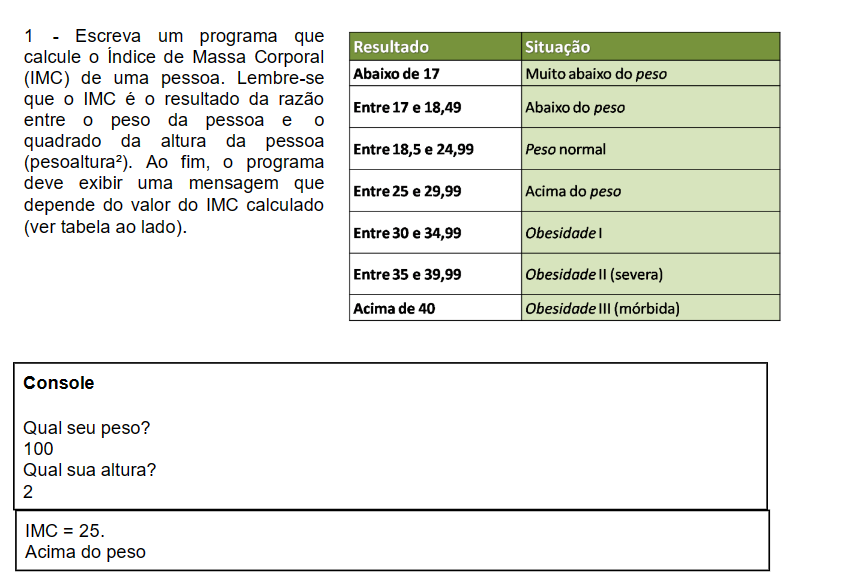 1 - Escreva um programa que
calcule o Índice de Massa Corporal
(IMC) de uma pessoa. Lembre-se
que o IMC é o resultado da razão
entre o peso da pessoa e o
quadrado da altura da pessoa
(pesoaltura²). Ao fim, o programa
deve exibir uma mensagem que
depende do valor do IMC calculado
(ver tabela ao lado).
Resultado Situação
Abaixo de 17 Muito abaixo do peso
Entre 17 e 18,49 Abaixo do peso
Entre 18,5 e 24,99 Peso normal
Entre 25 e 29,99 Acima do peso
Entre 30 e 34,99 Obesidade I
Entre 35 e 39,99 Obesidade II (severa)
Acima de 40 Obesidade III (mórbida)
Console
Qual seu peso?
100
Qual sua altura?
2
IMC = 25.
Acima do peso